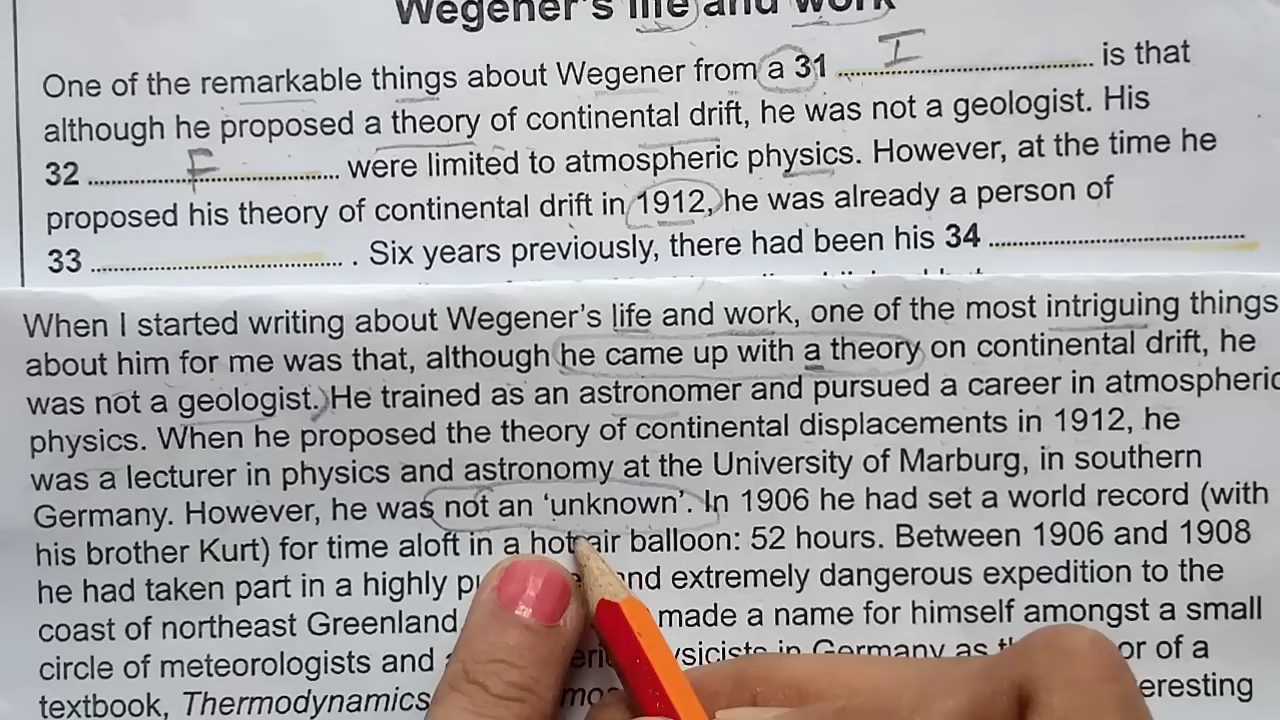 Wegener's life and work
One of the remarkable things about Wegener from a 31 I is that
although he proposed a theory of continental drift, he was not a geologist. His
32 F were limited to atmospheric physics. However, at the time he
proposed his theory of continental drift in 1912, he was already a person of
33 . Six years previously, there had been his 34
When I started writing about Wegener's life and work, one of the most intriguing things
about him for me was that, although he came up with a theory on continental drift, he
was not a geologist. He trained as an astronomer and pursued a career in atmospheric
physics. When he proposed the theory of continental displacements in 1912, he
was a lecturer in physics and astronomy at the University of Marburg, in southern
Germany. However, he was not an 'unknown'. In 1906 he had set a world record (with
his brother Kurt) for time aloft in a hot air balloon: 52 hours. Between 1906 and 1908
he had taken part in a highly and extremely dangerous expedition to the
coast of northeast Greenland made a name for himself amongst a small
circle of meteorologists and in Germany as of a
textbook, Thermodynamics